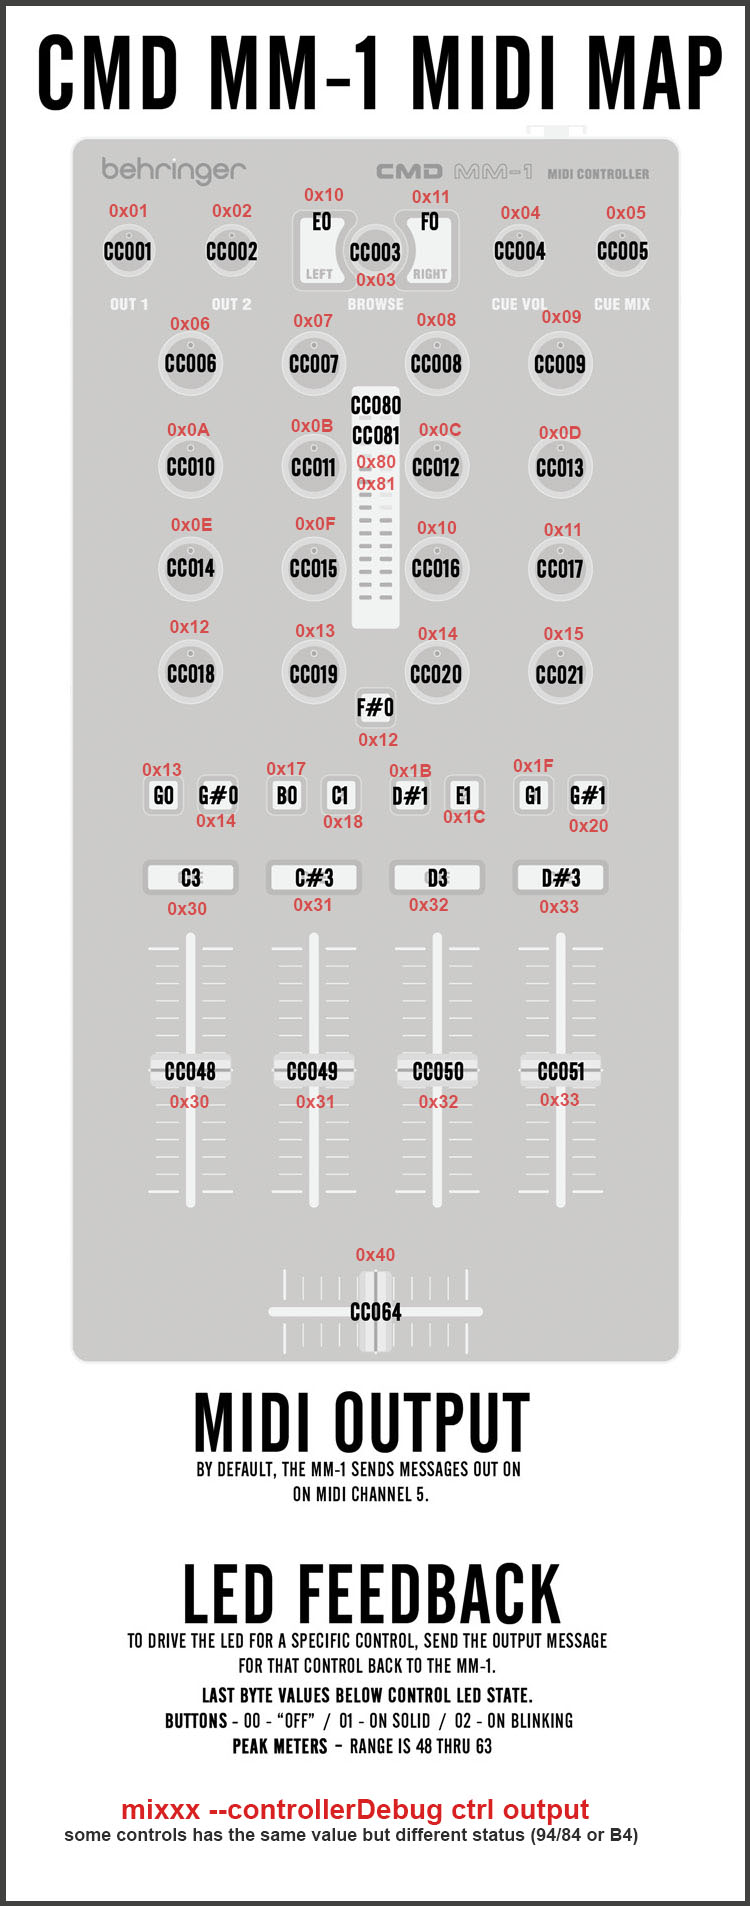 CMD MM-1 MIDI MAP
behringer CMD MM-1 MIDI CONTROLLER
0x01 0x02 0x10 0x11 0x04 0x05
E0 F0
CC001 CC002 CC003 CC004 CC005
LEFT RIGHT
0x03
OUT 1 OUT 2 BROWSE CUE VOL CUE MIX
0x06 0x07 0x08 0x09
CC006 CC007 CC008 CC009
CC080
CC081
0x0A 0x0B 0x0C 0x0D
CC010 CC011 CC012 CC013
0x80
0x81
0x0E 0x0F 0x10 0x11
CC014 CC015 CC016 CC017
0x12 0x13 0x14 0x15
CC018 CC019 CC020 CC021
F#0
0x12
0x13 0x17 0x1B 0x1F
G0 G#0 B0 C1 D#1 E1 G1 G#1
0x14 0x18 0x1C 0x20
C3 C#3 D3 D#3
0x30 0x31 0x32 0x33
CC048 CC049 CC050 CC051
0x30 0x31 0x32 0x33
0x40
CC064
MIDI OUTPUT
BY DEFAULT, THE MM-1 SENDS MESSAGES OUT ON
ON MIDI CHANNEL 5.
LED FEEDBACK
TO DRIVE THE LED FOR A SPECIFIC CONTROL, SEND THE OUTPUT MESSAGE
FOR THAT CONTROL BACK TO THE MM-1.
LAST BYTE VALUES BELOW CONTROL LED STATE.
BUTTONS - 00 - “OFF” / 01 - ON SOLID / 02 - ON BLINKING
PEAK METERS - RANGE IS 48 THRU 63
mixxx --controllerDebug ctrl output
some controls has the same value but different status (94/84 or B4)